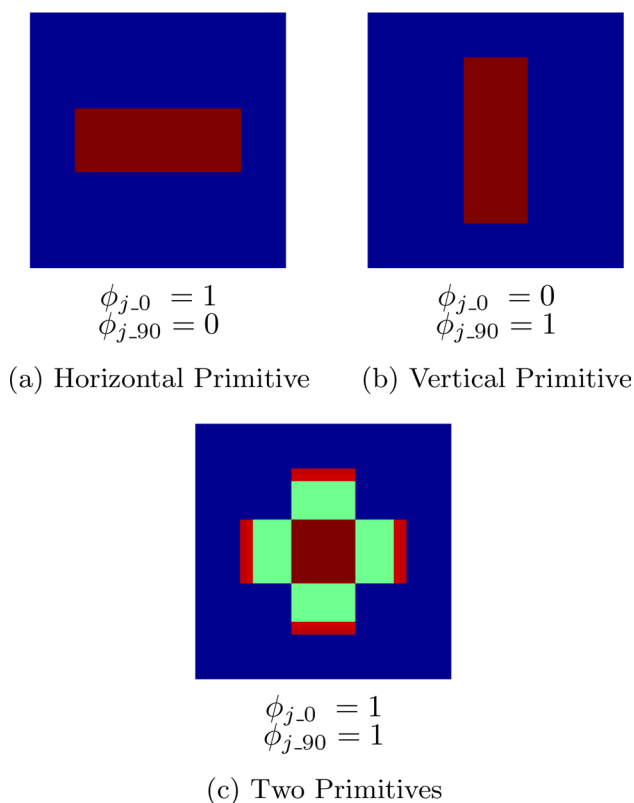 ϕj_0 = 1
ϕj_90 = 0
(a) Horizontal Primitive
ϕj_0 = 0
ϕj_90 = 1
(b) Vertical Primitive
ϕj_0 = 1
ϕj_90 = 1
(c) Two Primitives